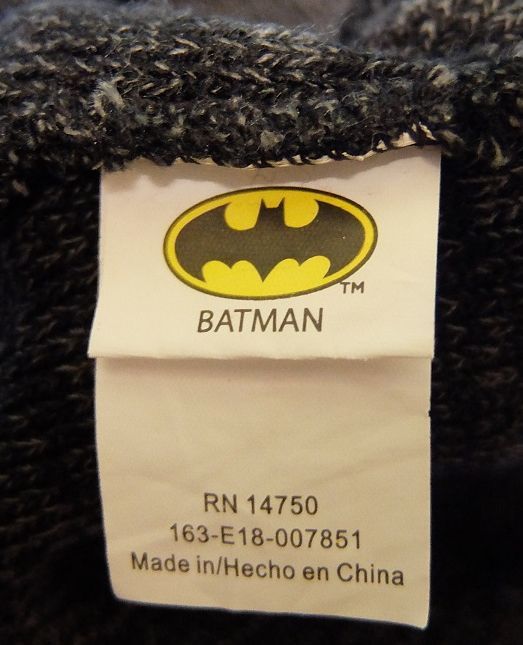 TM
BATMAN
RN 14750
163-E18-007851
Made in/Hecho en China